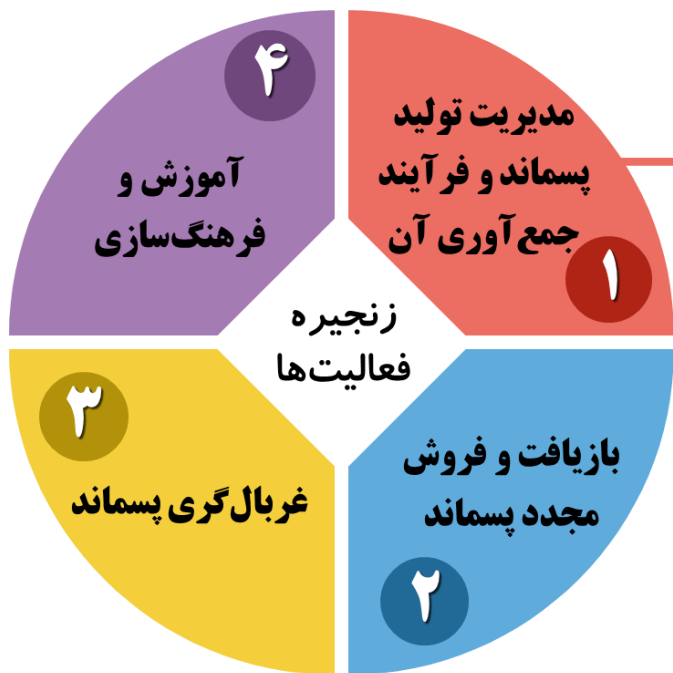 زنجیره
فعالیت‌ها
مدیریت تولید
پسماند و فرآیند
جمع‌آوری آن
۱
بازیافت و فروش
مجدد پسماند
۲
۳
غربال‌گری پسماند
۴
آموزش و
فرهنگ‌سازی